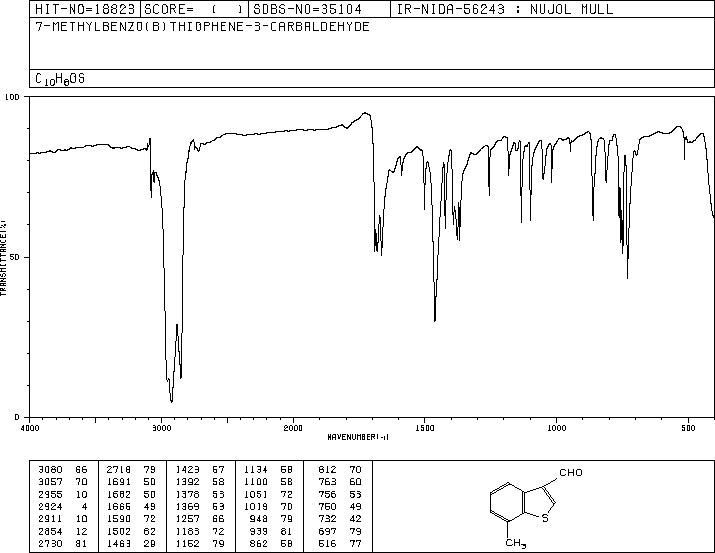 HIT-NO=18823 SCORE= ( ) SDBS-NO=35104 IR-NIDA-56243 : NUJOL MULL
7-METHYLBENZO(B)THIOPHENE-3-CARBALDEHYDE
C10H8OS
100
50
0
TRANSMITTANCE(%)
4000 3000 2000 1500 1000 500
WAVENUMBER(-1)
3080 66 2718 79 1423 57 1134 58 812 70
3057 70 1691 50 1392 58 1100 58 763 60
2955 10 1682 50 1378 53 1051 72 756 53
2924 4 1666 49 1369 53 1019 70 750 49
2911 10 1590 72 1257 66 948 79 732 42
2854 12 1502 62 1183 72 939 81 697 79
2730 81 1463 29 1152 79 862 58 516 77
CHO
S
CH3